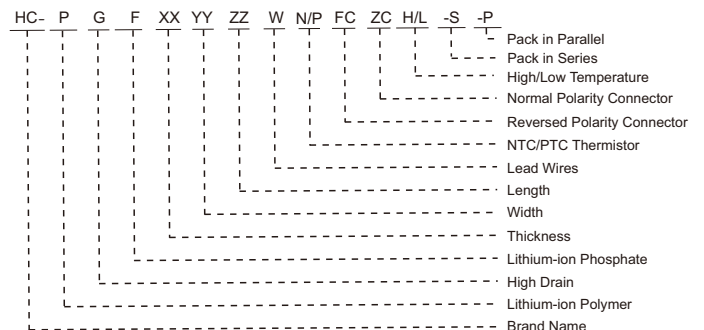 HC- P G F XX YY ZZ W N/P FC ZC H/L -S -P
Pack in Parallel
Pack in Series
High/Low Temperature
Normal Polarity Connector
Reversed Polarity Connector
NTC/PTC Thermistor
Lead Wires
Length
Width
Thickness
Lithium-ion Phosphate
High Drain
Lithium-ion Polymer
Brand Name